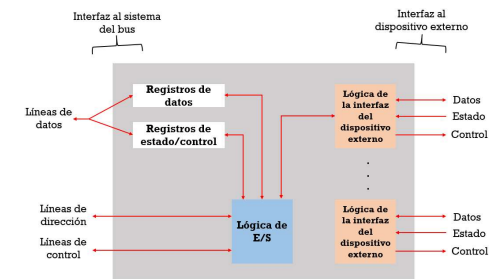 Interfaz al sistema
del bus
Interfaz al
dispositivo externo
Registros de
datos
Líneas de
datos
Registros de
estado/control
Lógica de
la interfaz
del
dispositivo
externo
Datos
Estado
Control
.
.
.
Líneas de
dirección
Líneas de
control
Lógica de
E/S
Lógica de
la interfaz
del
dispositivo
externo
Datos
Estado
Control